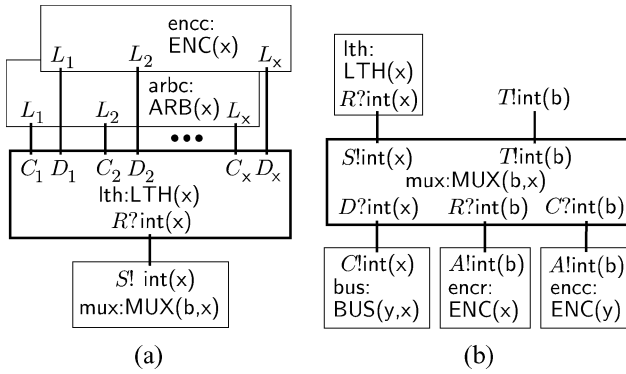 encc:
ENC(x)
L1 L2 Lx
arbc:
ARB(x)
L1 L2 Lx
•••
C1 D1 C2 D2 Cx Dx
lth:LTH(x)
R?int(x)
S! int(x)
mux:MUX(b,x)
(a)
lth:
LTH(x)
R?int(x)
T!int(b)
S!int(x) T!int(b)
mux:MUX(b,x)
D?int(x) R?int(b) C?int(b)
C!int(x)
bus:
BUS(y,x)
A!int(b)
encr:
ENC(x)
A!int(b)
encc:
ENC(y)
(b)